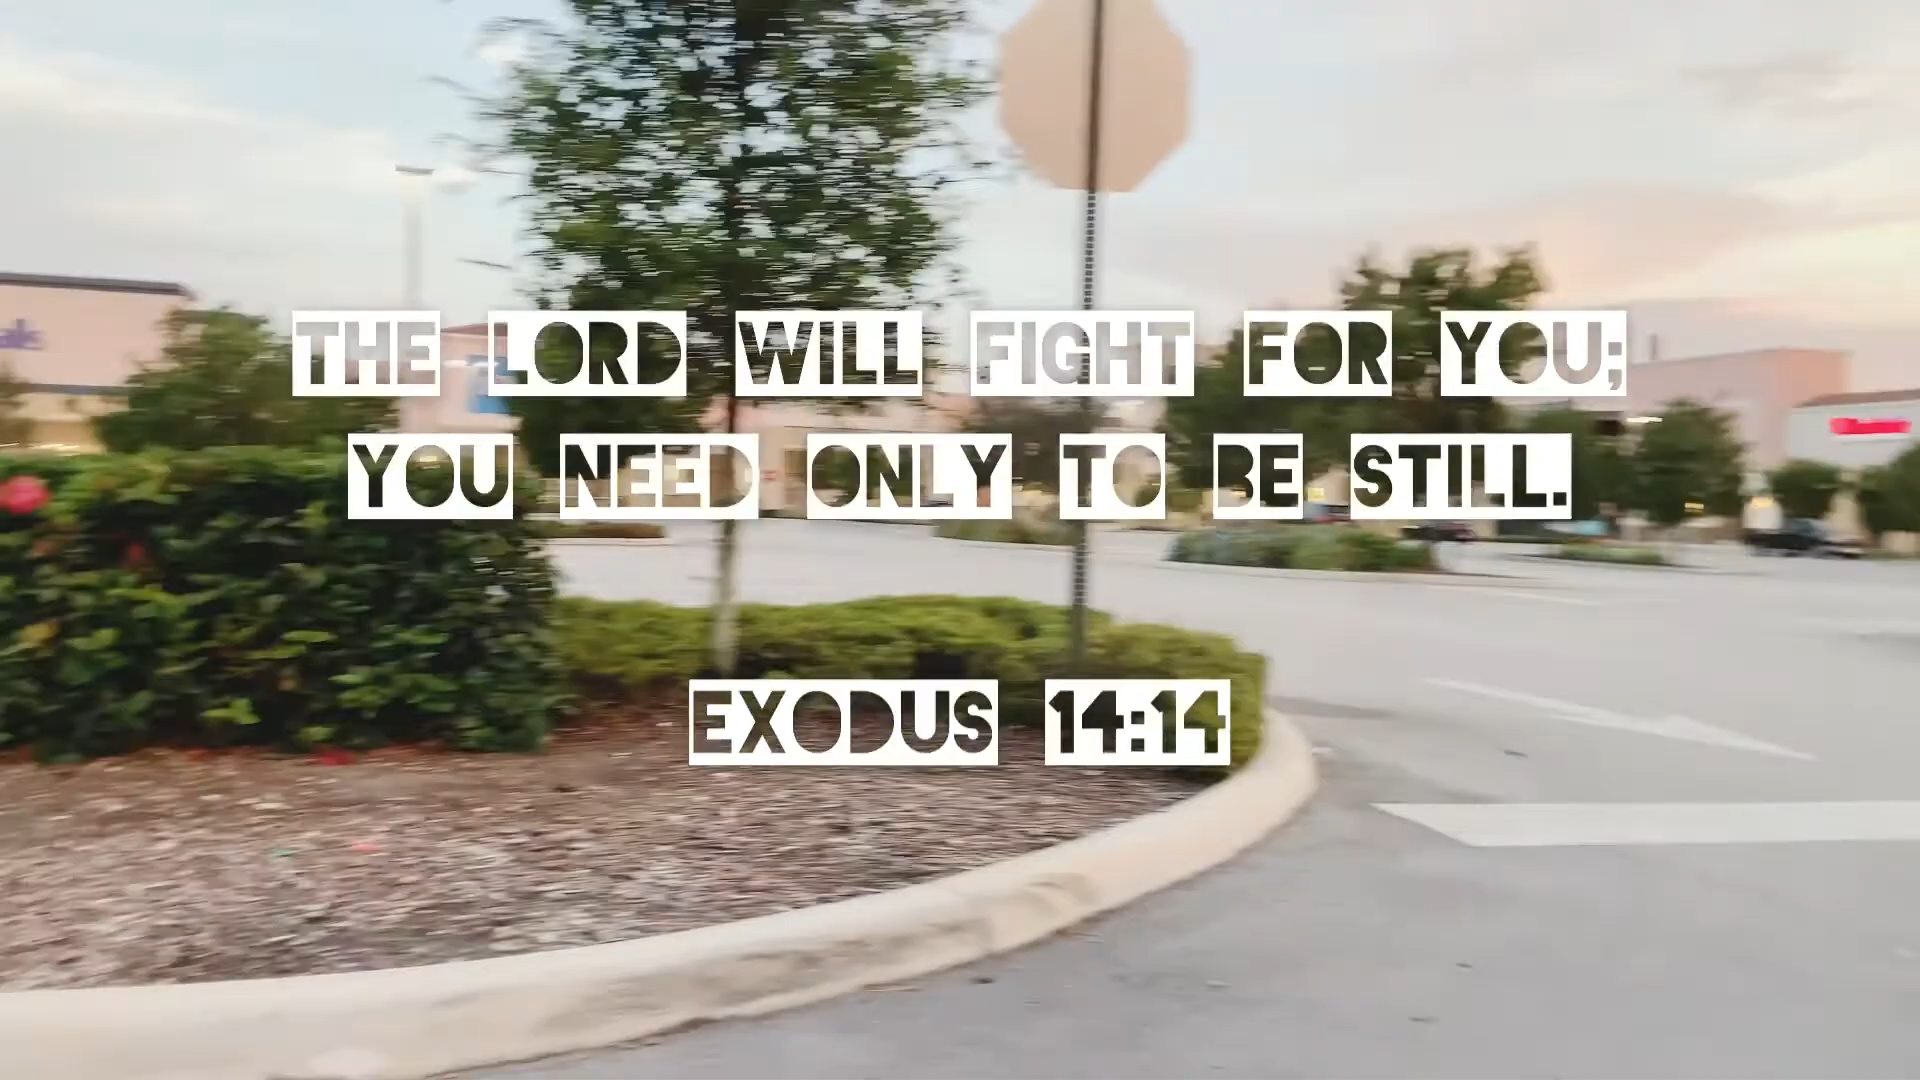 THE LORD WILL FIGHT FOR YOU;
YOU NEED ONLY TO BE STILL.
EXODUS 14:14